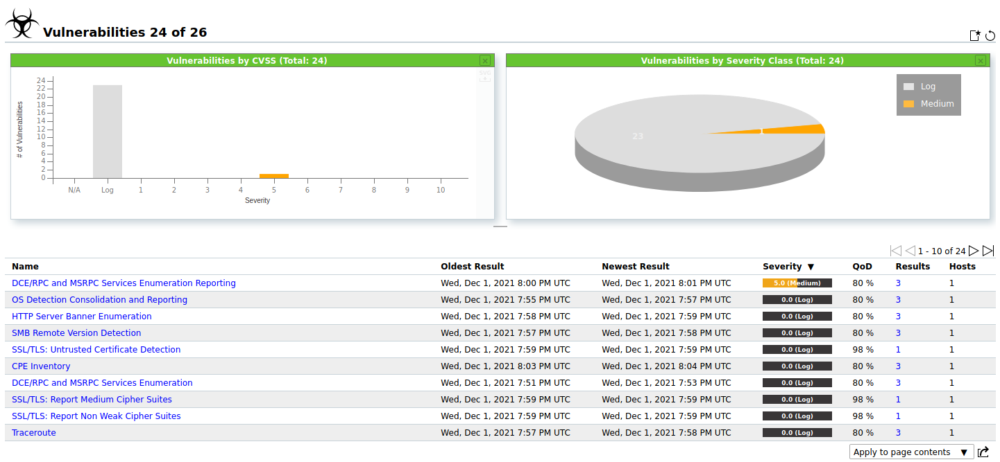 Vulnerabilities 24 of 26
Vulnerabilities by CVSS (Total: 24)
SVG
24
22
20
18
16
14
12
10
8
6
4
2
0
# of Vulnerabilities
N/A Log 1 2 3 4 5 6 7 8 9 10
Severity
Vulnerabilities by Severity Class (Total: 24)
Log
Medium
23
1
1 - 10 of 24
Name Oldest Result Newest Result Severity ▼ QoD Results Hosts
DCE/RPC and MSRPC Services Enumeration Reporting Wed, Dec 1, 2021 8:00 PM UTC Wed, Dec 1, 2021 8:01 PM UTC 5.0 (Medium) 80 % 3 1
OS Detection Consolidation and Reporting Wed, Dec 1, 2021 7:55 PM UTC Wed, Dec 1, 2021 7:57 PM UTC 0.0 (Log) 80 % 3 1
HTTP Server Banner Enumeration Wed, Dec 1, 2021 7:58 PM UTC Wed, Dec 1, 2021 7:59 PM UTC 0.0 (Log) 80 % 3 1
SMB Remote Version Detection Wed, Dec 1, 2021 7:57 PM UTC Wed, Dec 1, 2021 7:58 PM UTC 0.0 (Log) 80 % 3 1
SSL/TLS: Untrusted Certificate Detection Wed, Dec 1, 2021 7:59 PM UTC Wed, Dec 1, 2021 7:59 PM UTC 0.0 (Log) 98 % 1 1
CPE Inventory Wed, Dec 1, 2021 8:03 PM UTC Wed, Dec 1, 2021 8:04 PM UTC 0.0 (Log) 80 % 3 1
DCE/RPC and MSRPC Services Enumeration Wed, Dec 1, 2021 7:51 PM UTC Wed, Dec 1, 2021 7:53 PM UTC 0.0 (Log) 80 % 3 1
SSL/TLS: Report Medium Cipher Suites Wed, Dec 1, 2021 7:59 PM UTC Wed, Dec 1, 2021 7:59 PM UTC 0.0 (Log) 98 % 1 1
SSL/TLS: Report Non Weak Cipher Suites Wed, Dec 1, 2021 7:59 PM UTC Wed, Dec 1, 2021 7:59 PM UTC 0.0 (Log) 98 % 1 1
Traceroute Wed, Dec 1, 2021 7:57 PM UTC Wed, Dec 1, 2021 7:58 PM UTC 0.0 (Log) 80 % 3 1
Apply to page contents ▼